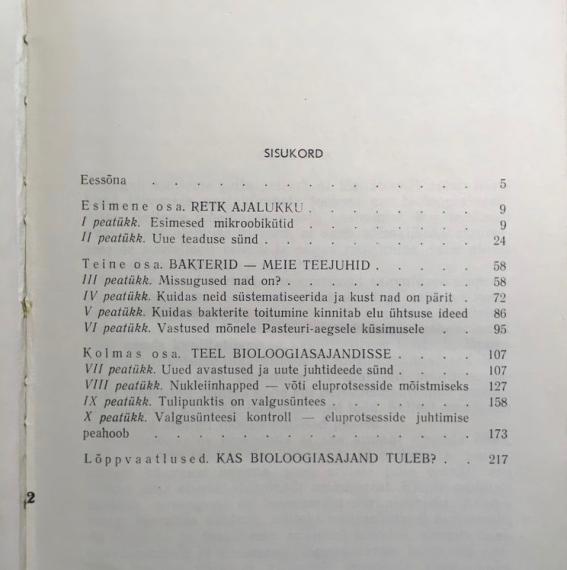 SISUKORD
Eessõna . . . . . . . . . . . . . . 5
Esimene osa. RETK AJALUKKU . . . . . . 9
I peatükk. Esimesed mikroobikütid . . . . . . 9
II peatükk. Uue teaduse sünd . . . . . . . 24
Teine osa. BAKTERID — MEIE TEEJUHID . . . . 58
III peatükk. Missugused nad on? . . . . . . 58
IV peatükk. Kuidas neid süstematiseerida ja kust nad on pärit . 72
V peatükk. Kuidas bakterite toitumine kinnitab elu ühtsuse ideed 86
VI peatükk. Vastused mõnele Pasteuri-aegsele küsimusele . . 95
Kolmas osa. TEEL BIOLOOGIASAJANDISSE . . . . 107
VII peatükk. Uued avastused ja uute juhtideede sünd . . . 107
VIII peatükk. Nukleiinhapped — võti eluprotsesside mõistmiseks 127
IX peatükk. Tulipunktis on valgusüntees . . . . . 158
X peatükk. Valgusünteesi kontroll — eluprotsesside juhtimise
peahoob . . . . . . . . . . . . . 173
Lõppvaatlused. KAS BIOLOOGIASAJAND TULEB? . . 217
2